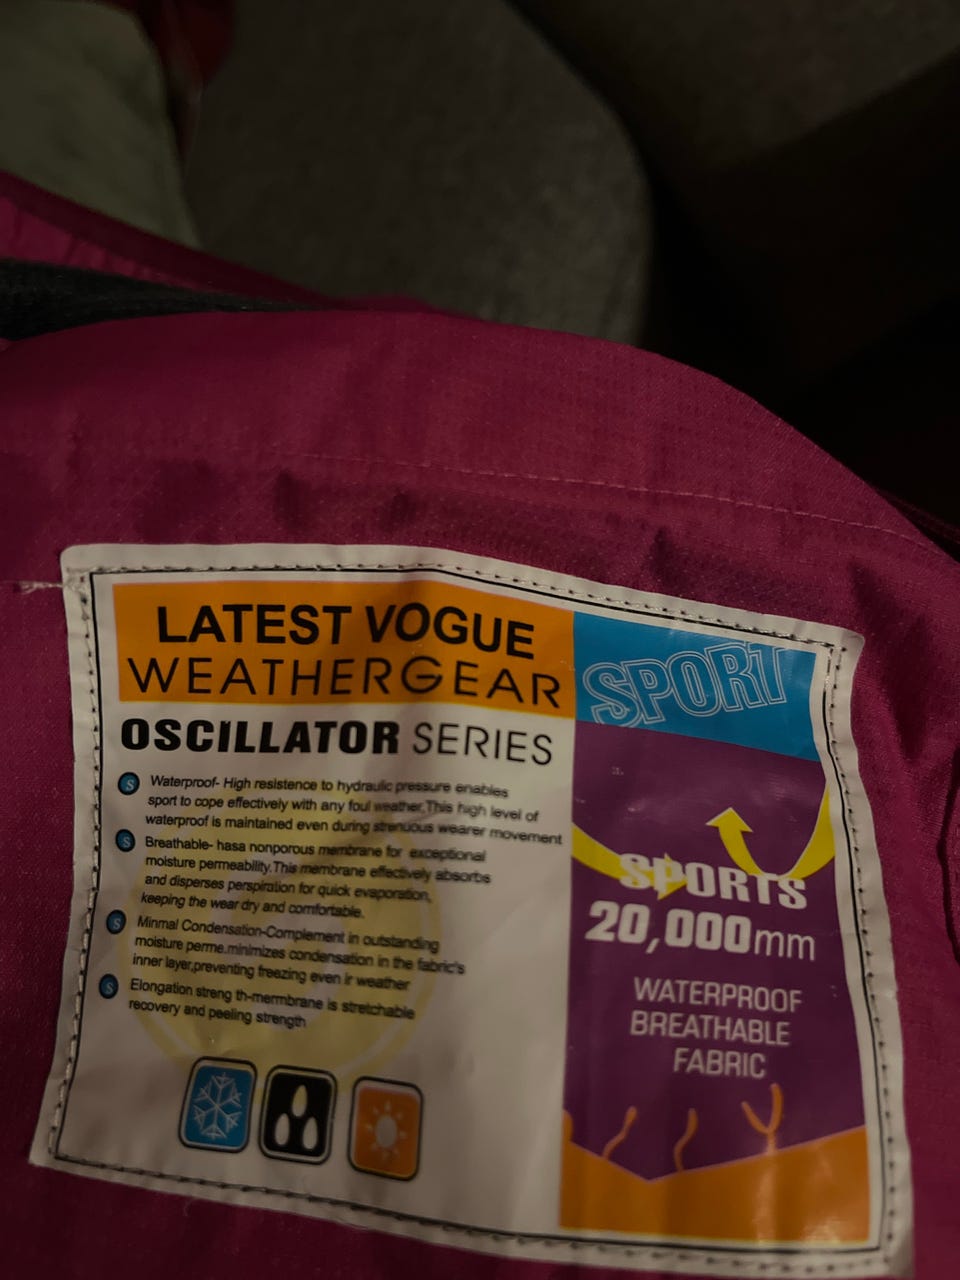 LATEST VOGUE
WEATHERGEAR
OSCILLATOR SERIES
S Waterproof- High resistence to hydraulic pressure enables
sport to cope effectively with any foul weather,This high level of
waterproof is maintained even during strenuous wearer movement
S Breathable- hasa nonporous membrane for exceptional
moisture permeability.This membrane effectively absorbs
and disperses perspiration for quick evaporation,
keeping the wear dry and comfortable.
S Minmal Condensation-Complement in outstanding
moisture perme.minimizes condensation in the fabric's
inner layer,preventing freezing even ir weather
S Elongation streng th-mermbrane is stretchable
recovery and peeling strength
SPORT
SPORTS
20,000mm
WATERPROOF
BREATHABLE
FABRIC